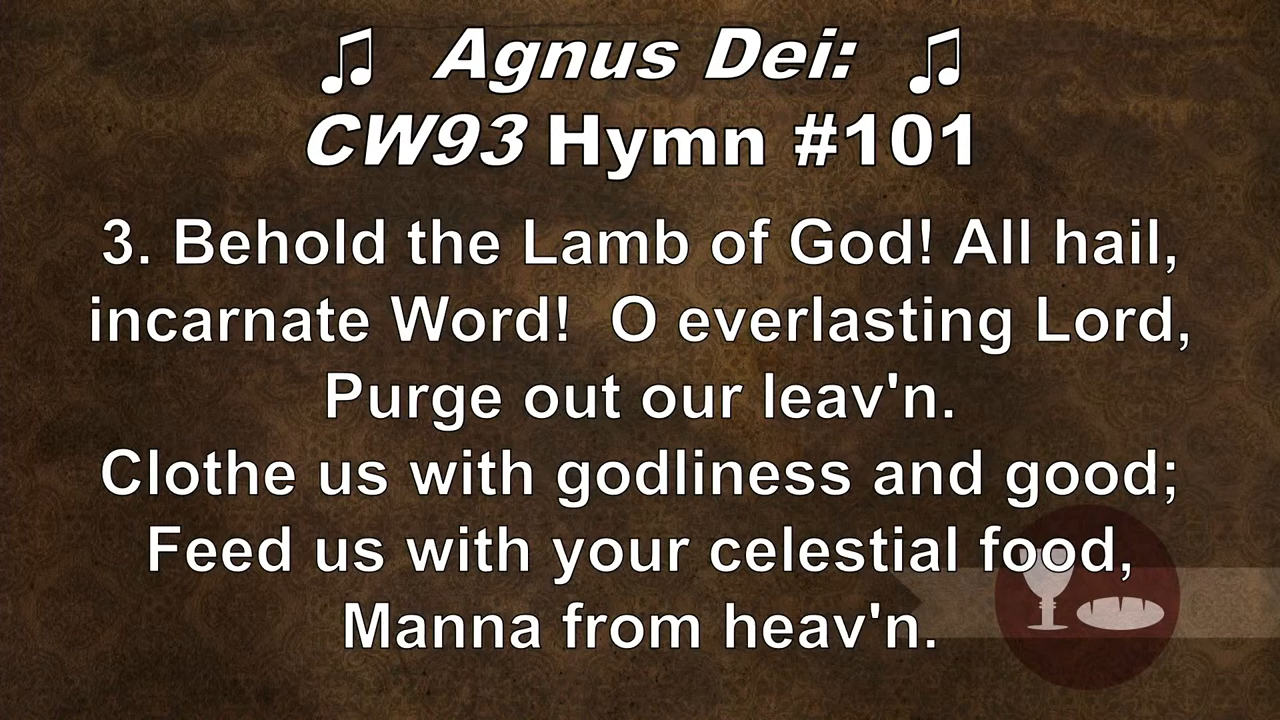 ♫ Agnus Dei: ♫
CW93 Hymn #101
3. Behold the Lamb of God! All hail,
incarnate Word!  O everlasting Lord,
Purge out our leav'n.
Clothe us with godliness and good;
Feed us with your celestial food,
Manna from heav'n.